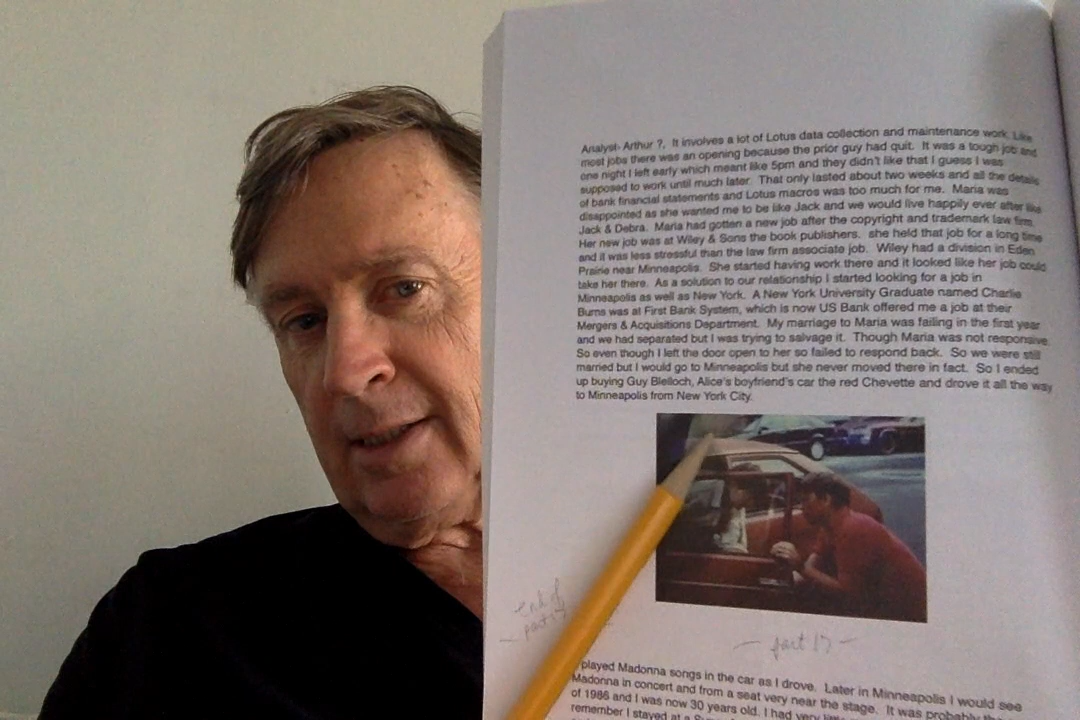 Analyst- Arthur ?, It involves a lot of Lotus data collection and maintenance work. Like
most jobs there was an opening because the prior guy had quit. It was a tough job and
one night I left early which meant like 5pm and they didn't like that I guess I was
supposed to work until much later. That only lasted about two weeks and all the details
of bank financial statements and Lotus macros was too much for me. Maria was
disappointed as she wanted me to be like Jack and we would live happily ever after like
Jack & Debra. Maria had gotten a new job after the copyright and trademark law firm.
Her new job was at Wiley & Sons the book publishers. she held that job for a long time
and it was less stressful than the law firm associate job. Wiley had a division in Eden
Prairie near Minneapolis. She started having work there and it looked like her job could
take her there. As a solution to our relationship I started looking for a job in
Minneapolis as well as New York. A New York University Graduate named Charlie
Burns was at First Bank System, which is now US Bank offered me a job at their
Mergers & Acquisitions Department. My marriage to Maria was failing in the first year
and we had separated but I was trying to salvage it. Though Maria was not responsive.
So even though I left the door open to her so failed to respond back. So we were still
married but I would go to Minneapolis but she never moved there in fact. So I ended
up buying Guy Blelloch, Alice's boyfriend's car the red Chevette and drove it all the way
to Minneapolis from New York City.
end of
part 17
- part 17 -
played Madonna songs in the car as I drove. Later in Minneapolis I would see
Madonna in concert and from a seat very near the stage. It was probably
of 1986 and I was now 30 years old. I had very
remember I stayed at a